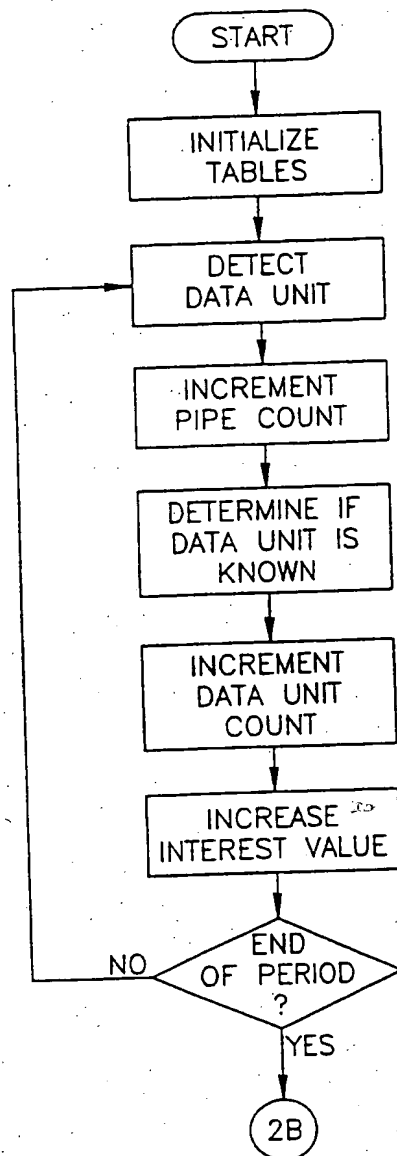 START
INITIALIZE
TABLES
DETECT
DATA UNIT
INCREMENT
PIPE COUNT
DETERMINE IF
DATA UNIT IS
KNOWN
INCREMENT
DATA UNIT
COUNT
INCREASE
INTEREST VALUE
END
OF PERIOD
?
NO
YES
2B